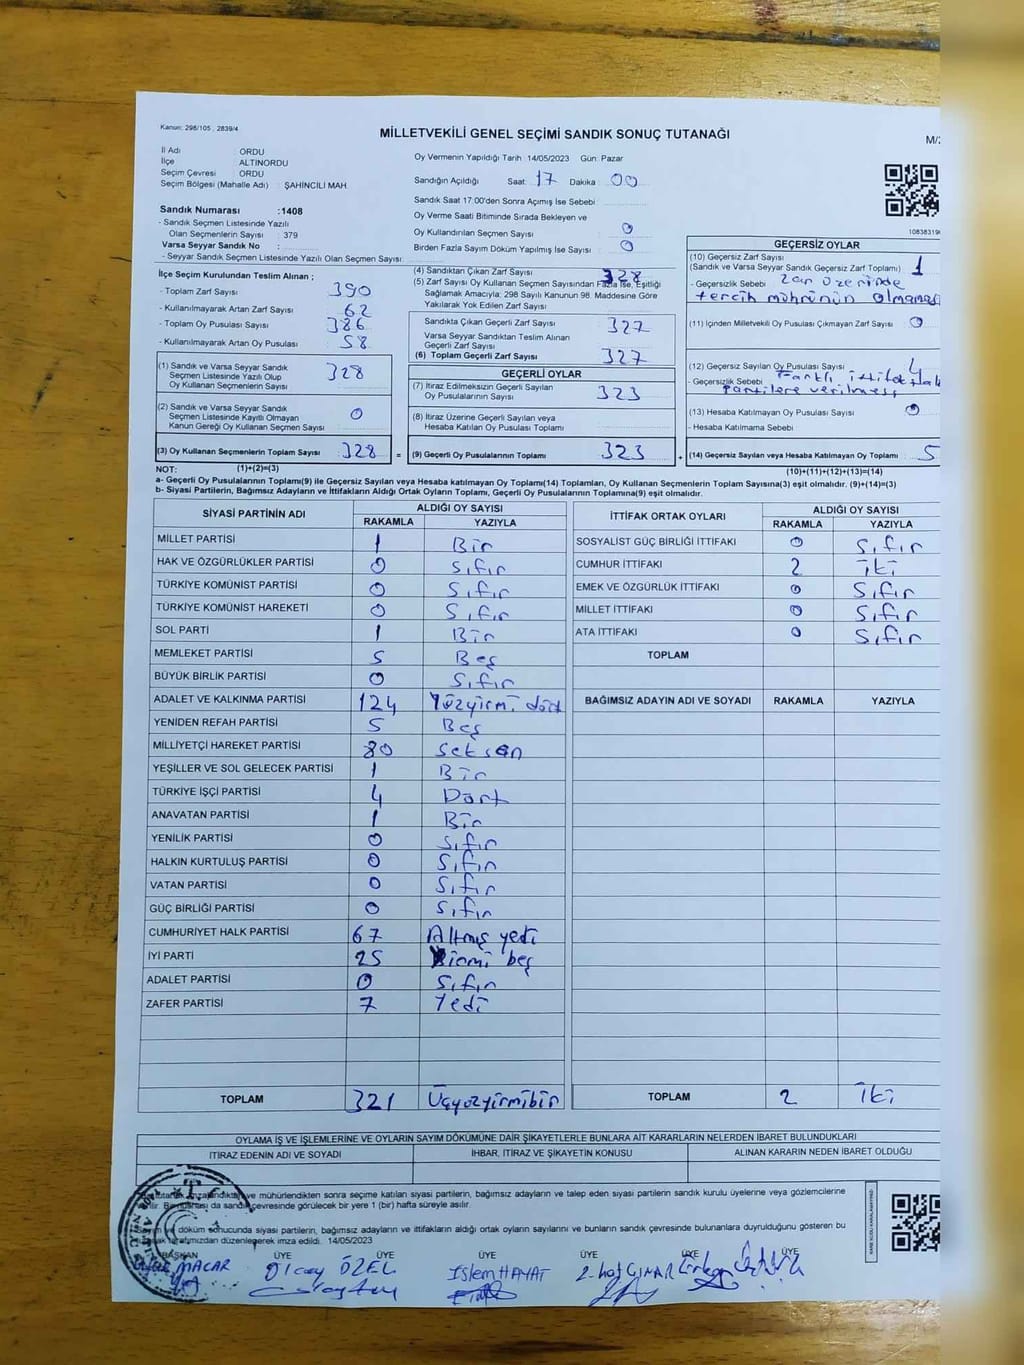 Kanun: 298/105 , 2839/4
MİLLETVEKİLİ GENEL SEÇİMİ SANDIK SONUÇ TUTANAĞI
M/2
İl Adı : ORDU
İlçe : ALTINORDU
Seçim Çevresi : ORDU
Seçim Bölgesi (Mahalle Adı) : ŞAHİNCİLİ MAH.
Sandık Numarası :1408
- Sandık Seçmen Listesinde Yazılı
Olan Seçmenlerin Sayısı : 379
Varsa Seyyar Sandık No :
- Seyyar Sandık Seçmen Listesinde Yazılı Olan Seçmen Sayısı:
Oy Vermenin Yapıldığı Tarih 14/05/2023 Gün: Pazar
Sandığın Açıldığı Saat: 17 Dakika : 00
Sandık Saat 17:00'den Sonra Açılmış İse Sebebi :
Oy Verme Saati Bitiminde Sırada Bekleyen ve
Oy Kullandırılan Seçmen Sayısı : 0
Birden Fazla Sayım Döküm Yapılmış İse Sayısı : 0
İlçe Seçim Kurulundan Teslim Alınan ;
- Toplam Zarf Sayısı : 390
- Kullanılmayarak Artan Zarf Sayısı : 62
- Toplam Oy Pusulası Sayısı : 386
- Kullanılmayarak Artan Oy Pusulası : 58
(1) Sandık ve Varsa Seyyar Sandık
Seçmen Listesinde Yazılı Olup
Oy Kullanan Seçmenlerin Sayısı : 328
(2) Sandık ve Varsa Seyyar Sandık
Seçmen Listesinde Kayıtlı Olmayan
Kanun Gereği Oy Kullanan Seçmen Sayısı : 0
(3) Oy Kullanan Seçmenlerin Toplam Sayısı : 328 =
(1)+(2)=(3)
(4) Sandıktan Çıkan Zarf Sayısı : 328
(5) Zarf Sayısı Oy Kullanan Seçmen Sayısından Fazla İse, Eşitliği
Sağlamak Amacıyla; 298 Sayılı Kanunun 98. Maddesine Göre
Yakılarak Yok Edilen Zarf Sayısı :
Sandıkta Çıkan Geçerli Zarf Sayısı : 327
Varsa Seyyar Sandıktan Teslim Alınan
Geçerli Zarf Sayısı :
(6) Toplam Geçerli Zarf Sayısı : 327
GEÇERLİ OYLAR
(7) İtiraz Edilmeksizin Geçerli Sayılan
Oy Pusulalarının Sayısı : 323
(8) İtiraz Üzerine Geçerli Sayılan veya
Hesaba Katılan Oy Pusulası Toplamı :
(9) Geçerli Oy Pusulalarının Toplamı : 323 +
GEÇERSİZ OYLAR
(10) Geçersiz Zarf Sayısı
(Sandık ve Varsa Seyyar Sandık Geçersiz Zarf Toplamı) : 1
- Geçersizlik Sebebi : zarf üzerinde
tercih mührünün olması
(11) İçinden Milletvekili Oy Pusulası Çıkmayan Zarf Sayısı : 0
(12) Geçersiz Sayılan Oy Pusulası Sayısı : 4
- Geçersizlik Sebebi : Farklı ittifaktaki
partilere verilmesi
(13) Hesaba Katılmayan Oy Pusulası Sayısı : 0
- Hesaba Katılmama Sebebi :
(14) Geçersiz Sayılan veya Hesaba Katılmayan Oy Toplamı : 5
(10)+(11)+(12)+(13)=(14)
NOT:
a- Geçerli Oy Pusulalarının Toplamı(9) ile Geçersiz Sayılan veya Hesaba katılmayan Oy Toplamı(14) Toplamları, Oy Kullanan Seçmenlerin Toplam Sayısına(3) eşit olmalıdır. (9)+(14)=(3)
b- Siyasi Partilerin, Bağımsız Adayların ve İttifakların Aldığı Ortak Oyların Toplamı, Geçerli Oy Pusulalarının Toplamına(9) eşit olmalıdır.
SİYASİ PARTİNİN ADI ALDIĞI OY SAYISI
RAKAMLA YAZIYLA
MİLLET PARTİSİ 1 Bir
HAK VE ÖZGÜRLÜKLER PARTİSİ 0 Sıfır
TÜRKİYE KOMÜNİST PARTİSİ 0 Sıfır
TÜRKİYE KOMÜNİST HAREKETİ 0 Sıfır
SOL PARTİ 1 Bir
MEMLEKET PARTİSİ 5 Beş
BÜYÜK BİRLİK PARTİSİ 0 Sıfır
ADALET VE KALKINMA PARTİSİ 124 Yüzyirmi dört
YENİDEN REFAH PARTİSİ 5 Beş
MİLLİYETÇİ HAREKET PARTİSİ 80 Seksen
YEŞİLLER VE SOL GELECEK PARTİSİ 1 Bir
TÜRKİYE İŞÇİ PARTİSİ 4 Dört
ANAVATAN PARTİSİ 1 Bir
YENİLİK PARTİSİ 0 Sıfır
HALKIN KURTULUŞ PARTİSİ 0 Sıfır
VATAN PARTİSİ 0 Sıfır
GÜÇ BİRLİĞİ PARTİSİ 0 Sıfır
CUMHURİYET HALK PARTİSİ 67 Altmış yedi
İYİ PARTİ 25 Yirmi beş
ADALET PARTİSİ 0 Sıfır
ZAFER PARTİSİ 7 Yedi
TOPLAM 321 Üçyüzyirmibir
İTTİFAK ORTAK OYLARI ALDIĞI OY SAYISI
RAKAMLA YAZIYLA
SOSYALİST GÜÇ BİRLİĞİ İTTİFAKI 0 Sıfır
CUMHUR İTTİFAKI 2 İki
EMEK VE ÖZGÜRLÜK İTTİFAKI 0 Sıfır
MİLLET İTTİFAKI 0 Sıfır
ATA İTTİFAKI 0 Sıfır
TOPLAM
BAĞIMSIZ ADAYIN ADI VE SOYADI RAKAMLA YAZIYLA
TOPLAM 2 İki
OYLAMA İŞ VE İŞLEMLERİNE VE OYLARIN SAYIM DÖKÜMÜNE DAİR ŞİKAYETLERLE BUNLARA AİT KARARLARIN NELERDEN İBARET BULUNDUKLARI
İTİRAZ EDENİN ADI VE SOYADI İHBAR, İTİRAZ VE ŞİKAYETİN KONUSU ALINAN KARARIN NEDEN İBARET OLDUĞU
ve mühürlendikten sonra seçime katılan siyasi partilerin, bağımsız adayların ve talep eden siyasi partilerin sandık kurulu üyelerine veya gözlemcilerine
da sandık çevresinde görülecek bir yere 1 (bir) hafta süreyle asılır.
ve döküm sonucunda siyasi partilerin, bağımsız adayların ve ittifakların aldığı ortak oyların sayılarını ve bunların sandık çevresinde bulunanlara duyrulduğunu gösteren bu
tarafımızdan düzenlenerek imza edildi. 14/05/2023
BAŞKAN ÜYE ÜYE ÜYE ÜYE ÜYE
MACAR Olcay ÖZEL İslem HAYAT ÇINAR